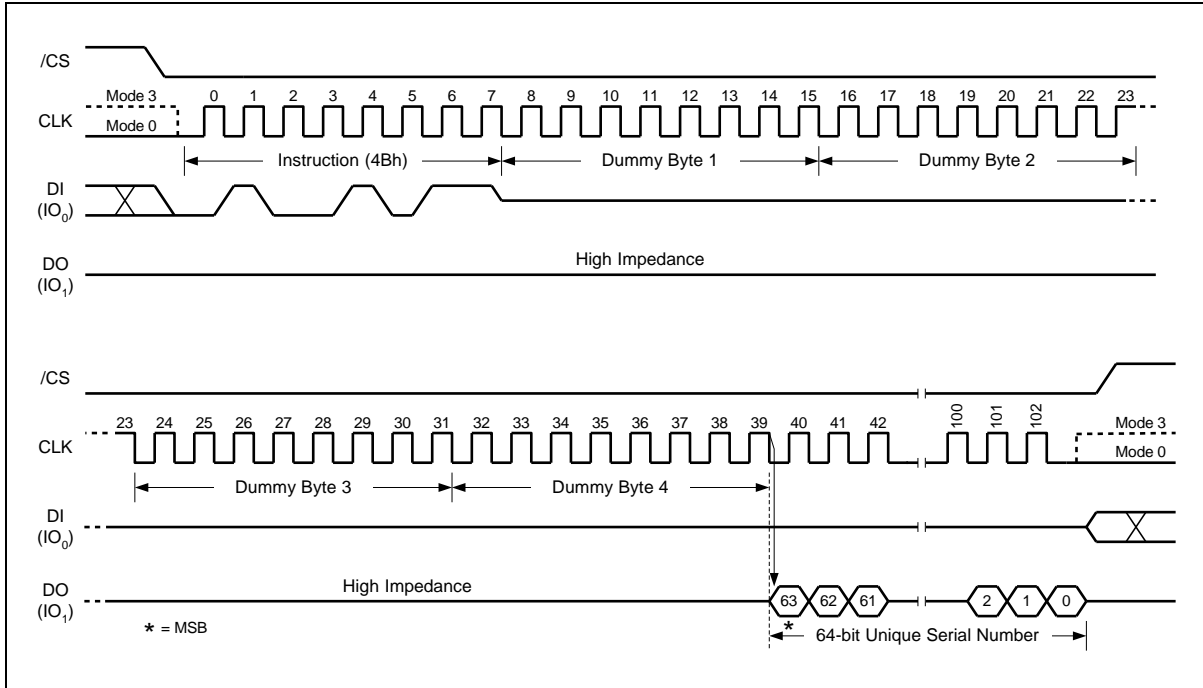 /CS
Mode 3
0 1 2 3 4 5 6 7 8 9 10 11 12 13 14 15 16 17 18 19 20 21 22 23
CLK
Mode 0
Instruction (4Bh) Dummy Byte 1 Dummy Byte 2
DI
(IO0)
High Impedance
DO
(IO1)
/CS
23 24 25 26 27 28 29 30 31 32 33 34 35 36 37 38 39 40 41 42 100 101 102
Mode 3
CLK
Mode 0
Dummy Byte 3 Dummy Byte 4
DI
(IO0)
High Impedance
DO
(IO1)
63 62 61 2 1 0
* = MSB
* 64-bit Unique Serial Number